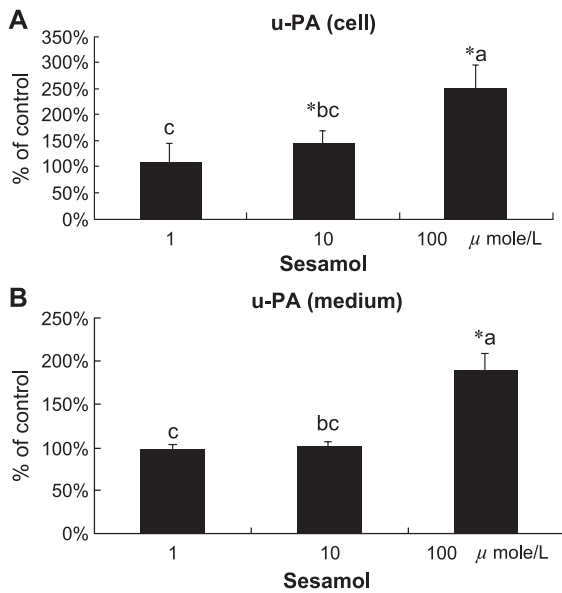 A
u-PA (cell)
% of control
350%
300%
250%
200%
150%
100%
50%
0%
c
*bc
*a
1 10 100 μ mole/L
Sesamol
B
u-PA (medium)
% of control
250%
200%
150%
100%
50%
0%
c
bc
*a
1 10 100 μ mole/L
Sesamol